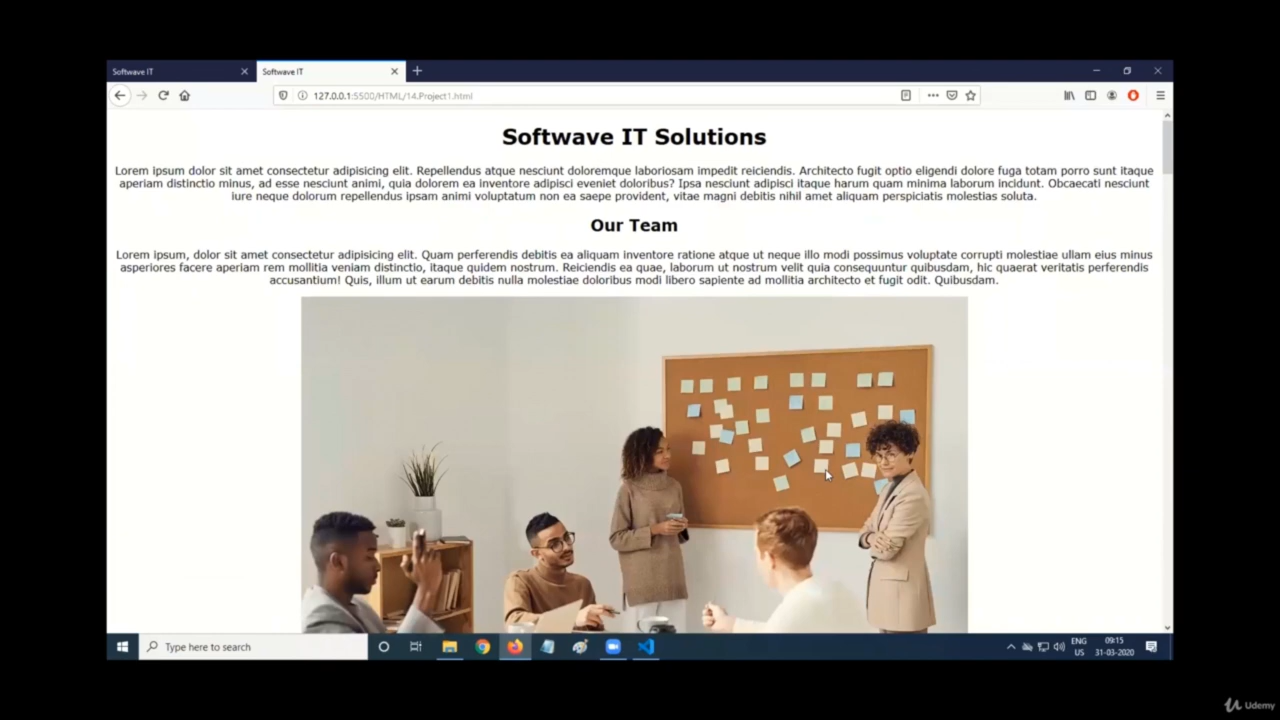 Softwave IT
Softwave IT
127.0.0.1:5500/HTML/14.Project1.html
Softwave IT Solutions
Lorem ipsum dolor sit amet consectetur adipisicing elit. Repellendus atque nesciunt doloremque laboriosam impedit reiciendis. Architecto fugit optio eligendi dolore fuga totam porro sunt itaque
aperiam distinctio minus, ad esse nesciunt animi, quia dolorem ea inventore adipisci eveniet doloribus? Ipsa nesciunt adipisci itaque harum quam minima laborum incidunt. Obcaecati nesciunt
iure neque dolorum repellendus ipsam animi voluptatum non ea saepe provident, vitae magni debitis nihil amet aliquam perspiciatis molestias soluta.
Our Team
Lorem ipsum, dolor sit amet consectetur adipisicing elit. Quam perferendis debitis ea aliquam inventore ratione atque ut neque illo modi possimus voluptate corrupti molestiae ullam eius minus
asperiores facere aperiam rem mollitia veniam distinctio, itaque quidem nostrum. Reiciendis ea quae, laborum ut nostrum velit quia consequuntur quibusdam, hic quaerat veritatis perferendis
accusantium! Quis, illum ut earum debitis nulla molestiae doloribus modi libero sapiente ad mollitia architecto et fugit odit. Quibusdam.
Type here to search
ENG
US
09:15
31-03-2020
Udemy